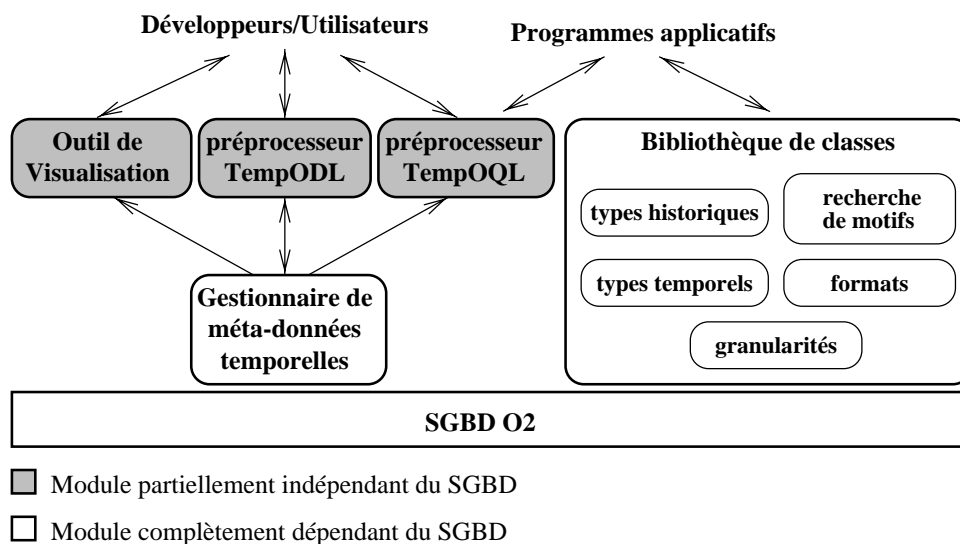 Développeurs/Utilisateurs
Programmes applicatifs
Outil de
Visualisation
préprocesseur
TempODL
préprocesseur
TempOQL
Bibliothèque de classes
types historiques
recherche
de motifs
types temporels
formats
granularités
Gestionnaire de
méta-données
temporelles
SGBD O2
Module partiellement indépendant du SGBD
Module complètement dépendant du SGBD